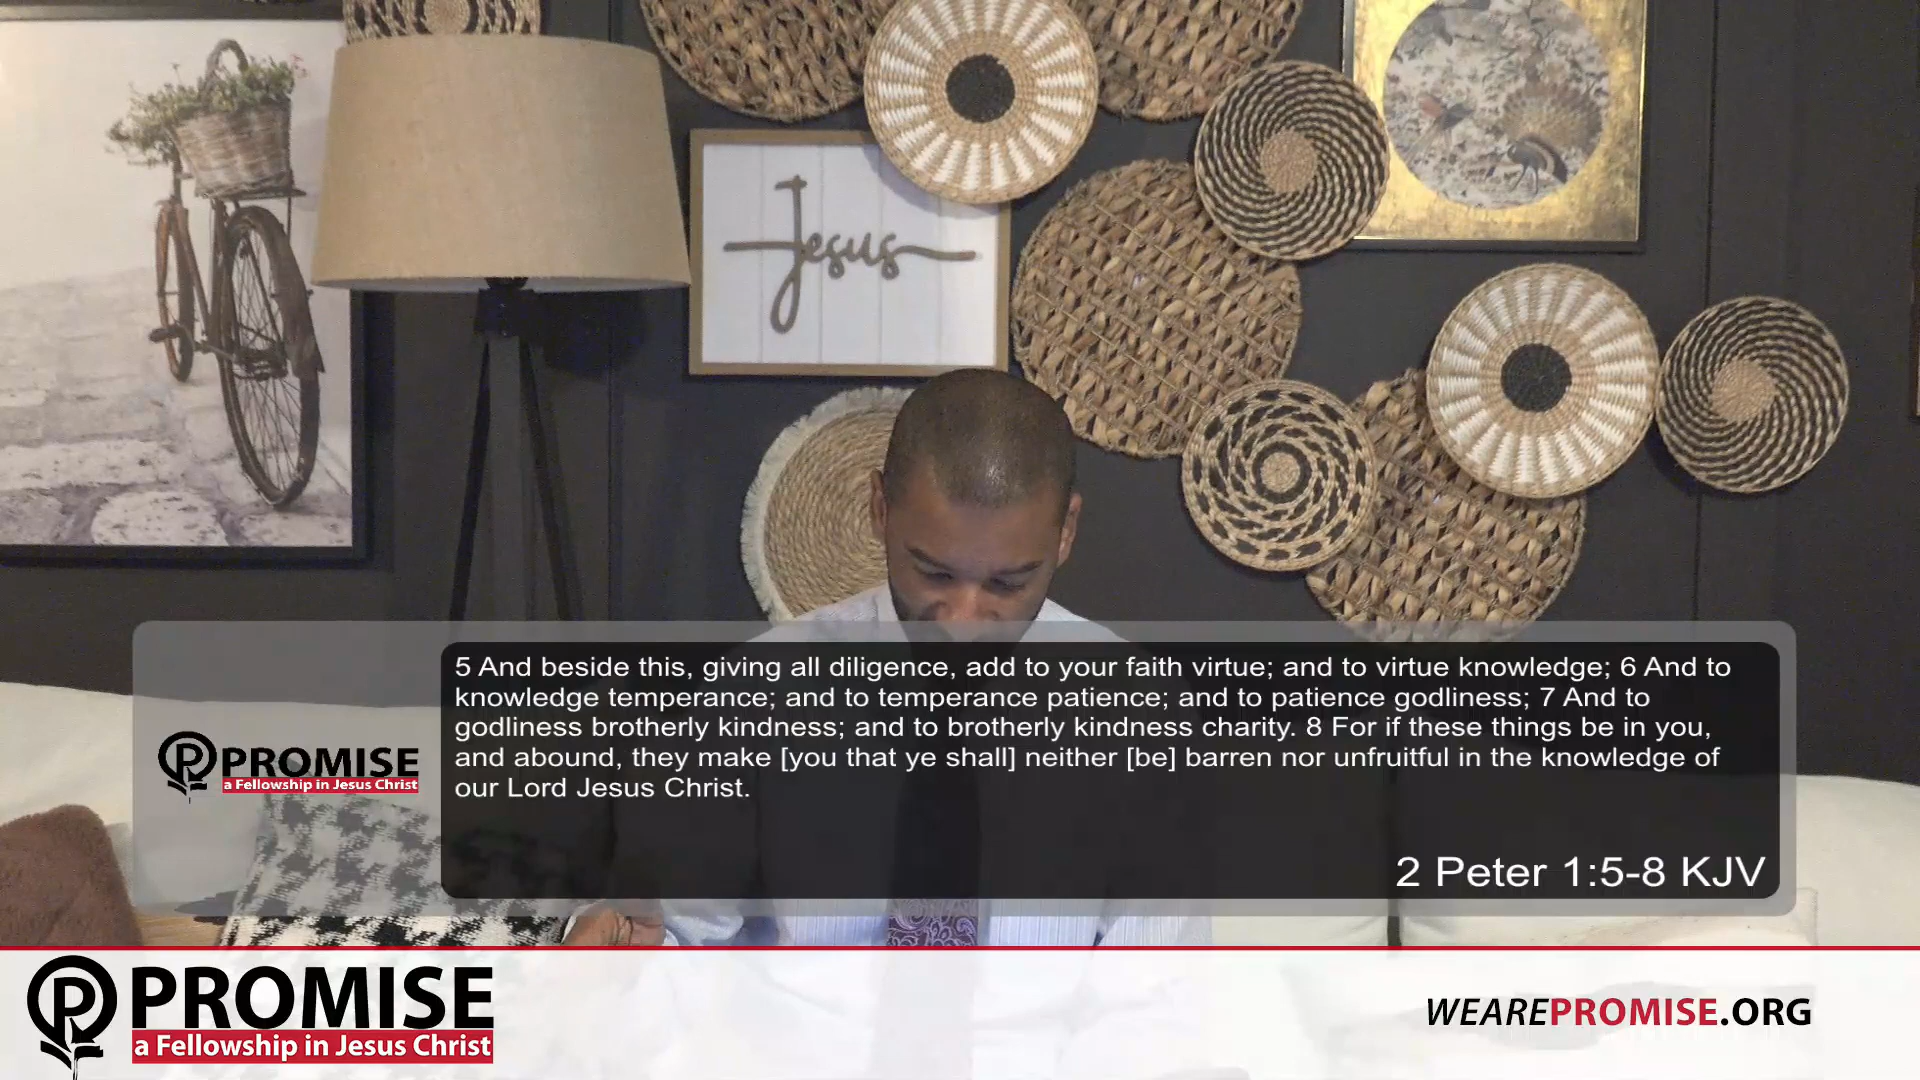 Jesus
5 And beside this, giving all diligence, add to your faith virtue; and to virtue knowledge; 6 And to
knowledge temperance; and to temperance patience; and to patience godliness; 7 And to
godliness brotherly kindness; and to brotherly kindness charity. 8 For if these things be in you,
and abound, they make [you that ye shall] neither [be] barren nor unfruitful in the knowledge of
our Lord Jesus Christ.
PROMISE
a Fellowship in Jesus Christ
2 Peter 1:5-8 KJV
PROMISE
a Fellowship in Jesus Christ
WEAREPROMISE.ORG